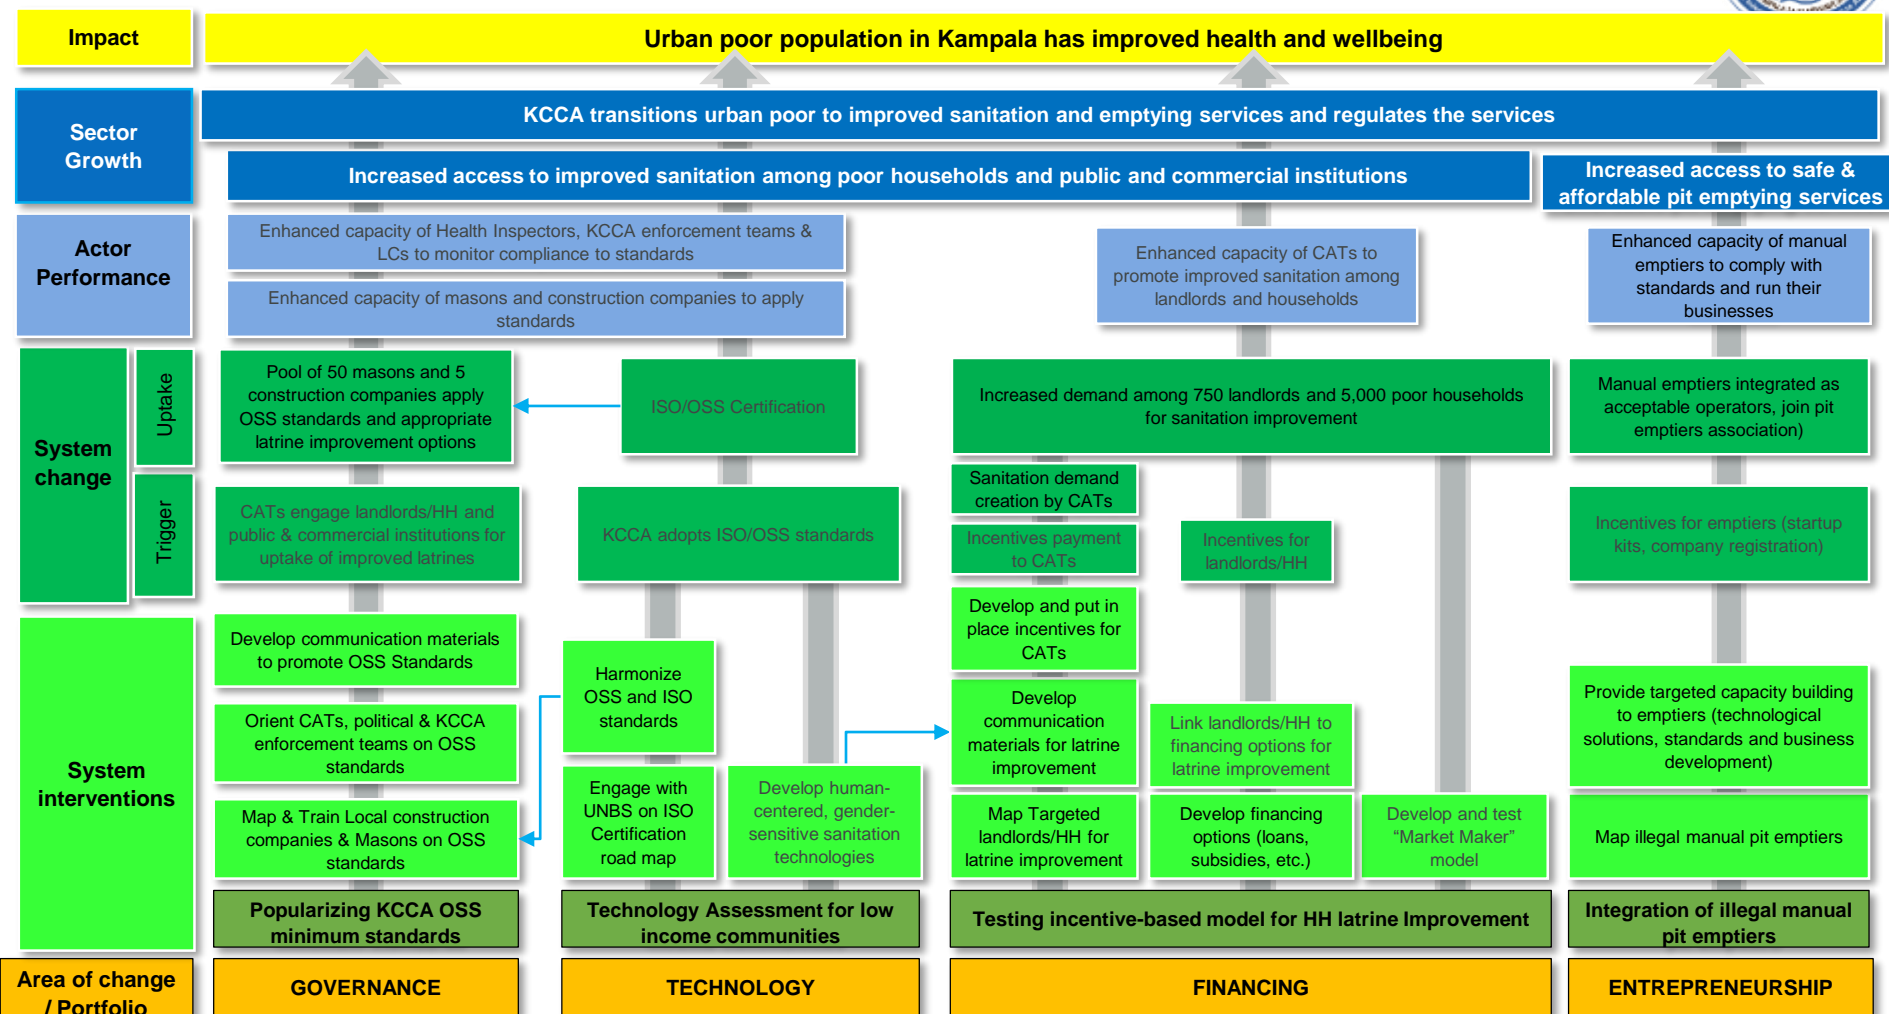 Impact
Urban poor population in Kampala has improved health and wellbeing
Sector
Growth
KCCA transitions urban poor to improved sanitation and emptying services and regulates the services
Increased access to improved sanitation among poor households and public and commercial institutions
Increased access to safe &
affordable pit emptying services
Actor
Performance
Enhanced capacity of Health Inspectors, KCCA enforcement teams &
LCs to monitor compliance to standards
Enhanced capacity of masons and construction companies to apply
standards
Enhanced capacity of CATs to
promote improved sanitation among
landlords and households
Enhanced capacity of manual
emptiers to comply with
standards and run their
businesses
System
change
Uptake
Pool of 50 masons and 5
construction companies apply
OSS standards and appropriate
latrine improvement options
ISO/OSS Certification
Increased demand among 750 landlords and 5,000 poor households
for sanitation improvement
Manual emptiers integrated as
acceptable operators, join pit
emptiers association)
Trigger
CATs engage landlords/HH and
public & commercial institutions for
uptake of improved latrines
KCCA adopts ISO/OSS standards
Sanitation demand
creation by CATs
Incentives payment
to CATs
Incentives for
landlords/HH
Incentives for emptiers (startup
kits, company registration)
System
interventions
Develop communication materials
to promote OSS Standards
Orient CATs, political & KCCA
enforcement teams on OSS
standards
Map & Train Local construction
companies & Masons on OSS
standards
Harmonize
OSS and ISO
standards
Engage with
UNBS on ISO
Certification
road map
Develop human-
centered, gender-
sensitive sanitation
technologies
Develop and put in
place incentives for
CATs
Develop
communication
materials for latrine
improvement
Map Targeted
landlords/HH for
latrine improvement
Link landlords/HH to
financing options for
latrine improvement
Develop financing
options (loans,
subsidies, etc.)
Develop and test
“Market Maker”
model
Provide targeted capacity building
to emptiers (technological
solutions, standards and business
development)
Map illegal manual pit emptiers
Popularizing KCCA OSS
minimum standards
Technology Assessment for low
income communities
Testing incentive-based model for HH latrine Improvement
Integration of illegal manual
pit emptiers
Area of change
/ Portfolio
GOVERNANCE
TECHNOLOGY
FINANCING
ENTREPRENEURSHIP